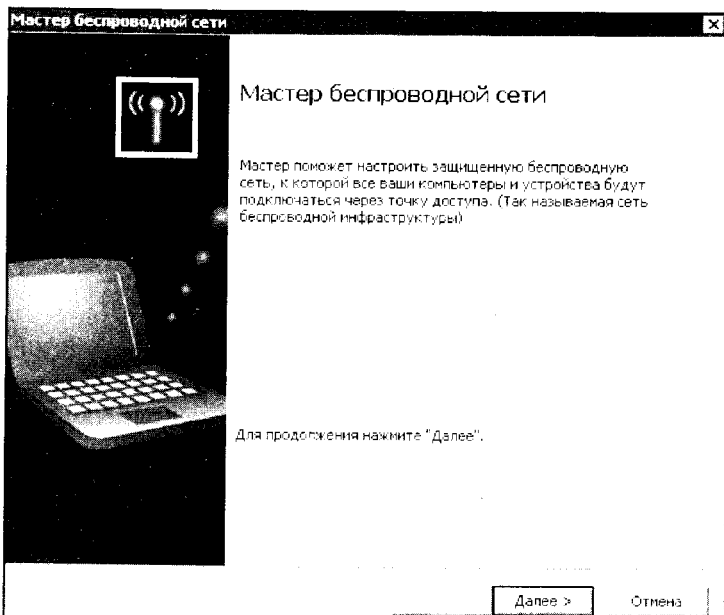 Мастер беспроводной сети
Мастер беспроводной сети
Мастер поможет настроить защищенную беспроводную
сеть, к которой все ваши компьютеры и устройства будут
подключаться через точку доступа. (Так называемая сеть
беспроводной инфраструктуры)
Для продолжения нажмите "Далее".
Далее >
Отмена